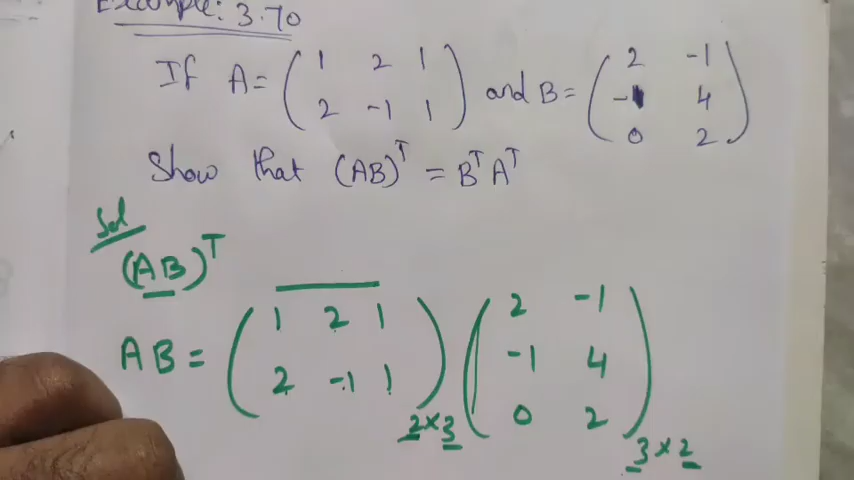 Example: 3.70
If A = ( 1 2 1 ) and B = ( 2 -1 )
( 2 -1 1 ) ( -1 4 )
( 0 2 )
Show that (AB)ᵀ = Bᵀ Aᵀ
Sol
(AB)ᵀ
AB = ( 1 2 1 ) ( 2 -1 )
( 2 -1 1 ) ( -1 4 )
2×3 ( 0 2 )
3×2